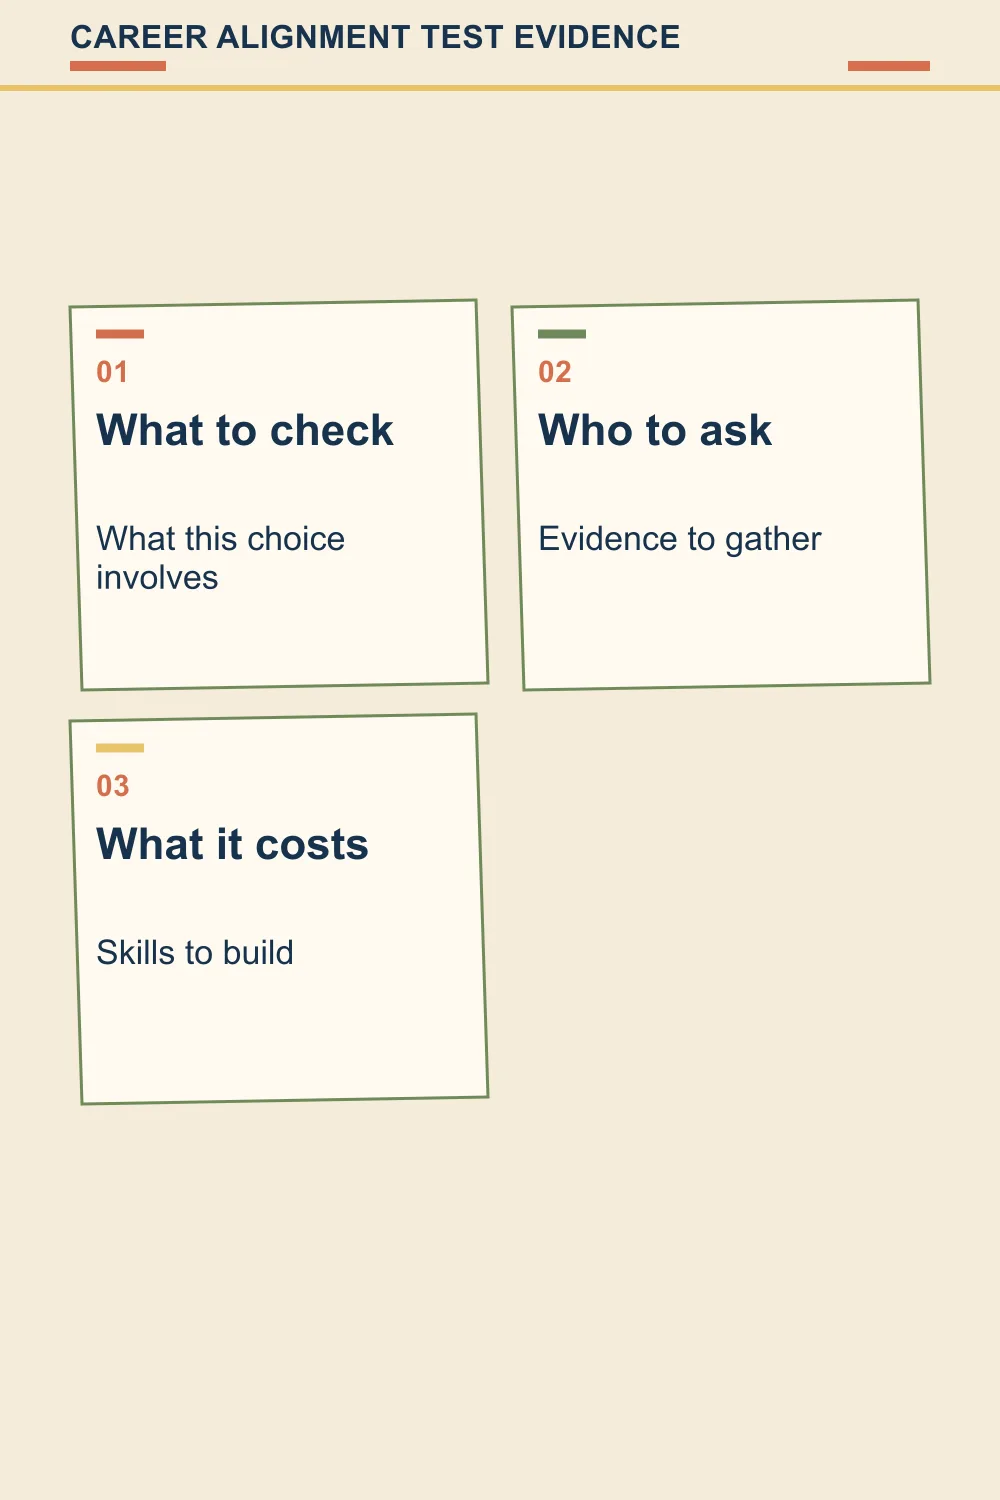 CAREER ALIGNMENT TEST EVIDENCE
01
What to check
What this choice
involves
02
Who to ask
Evidence to gather
03
What it costs
Skills to build